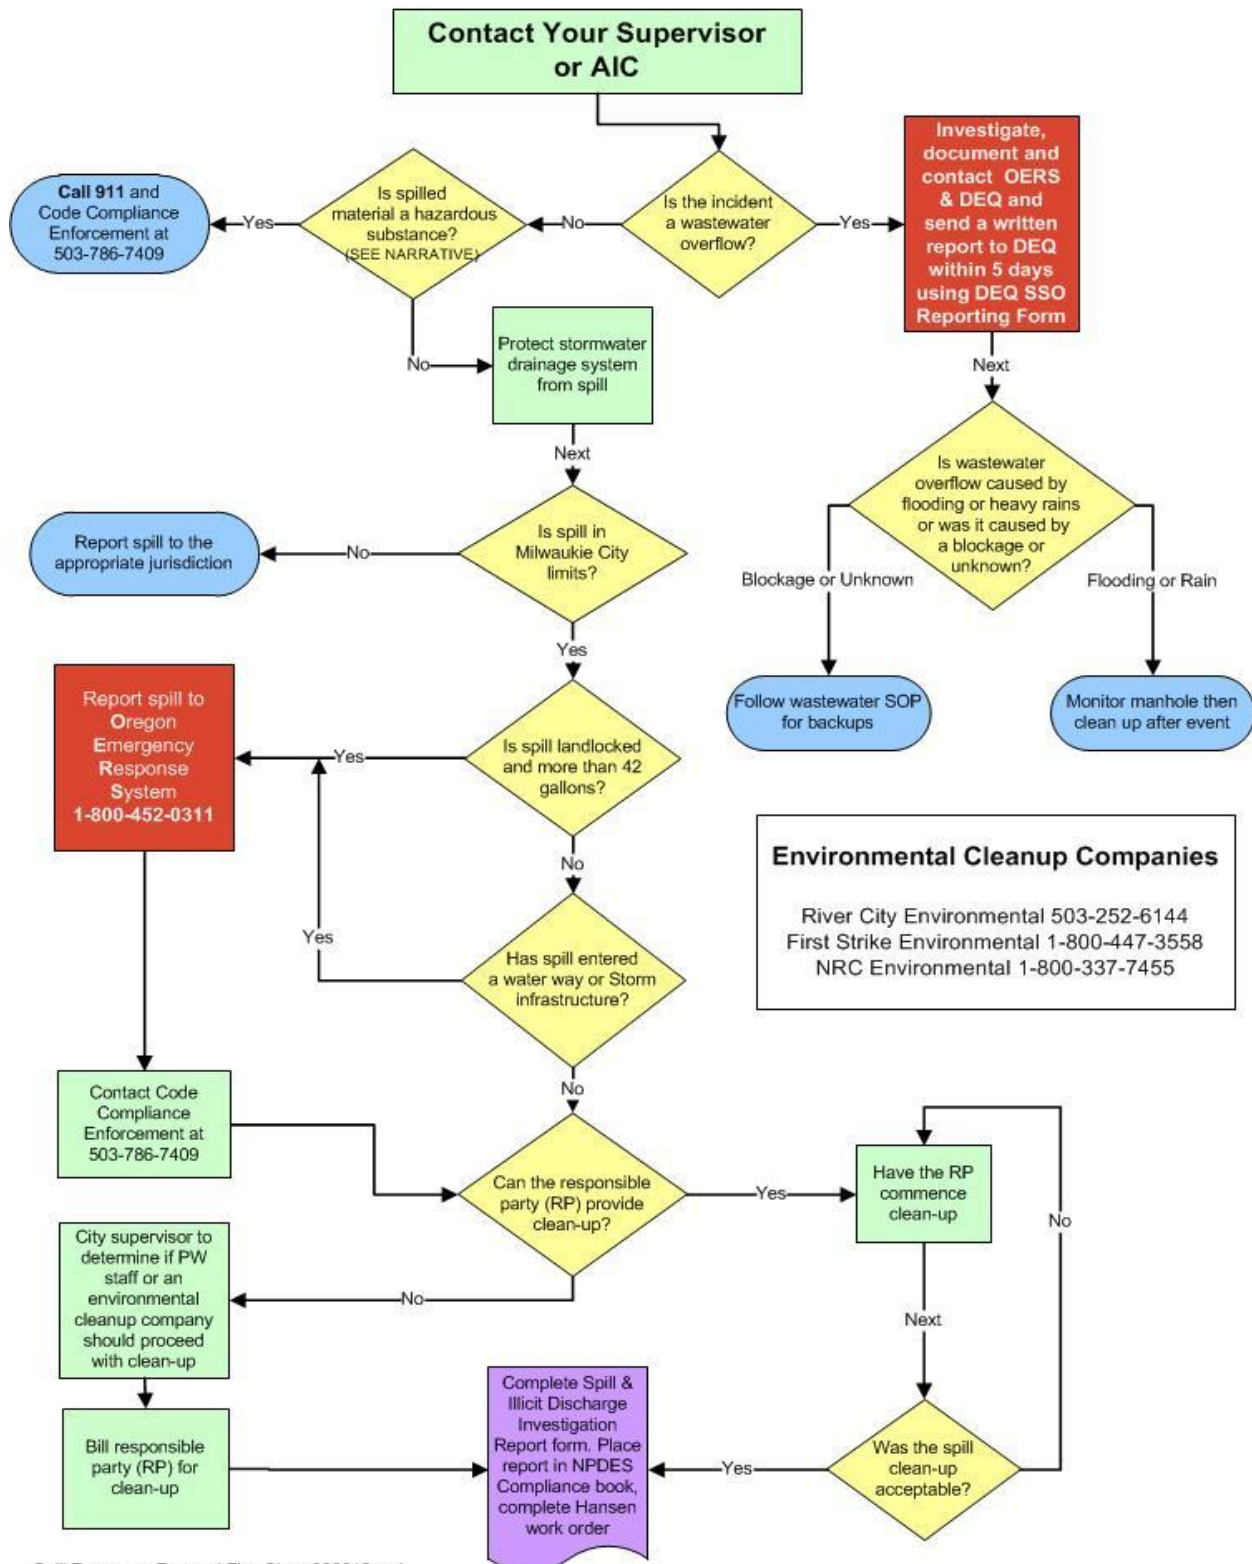 Contact Your Supervisor
or AIC
Investigate,
document and
contact OERS
& DEQ and
send a written
report to DEQ
within 5 days
using DEQ SSO
Reporting Form
Call 911 and
Code Compliance
Enforcement at
503-786-7409
Yes
Is spilled
material a hazardous
substance?
(SEE NARRATIVE)
No
Is the incident
a wastewater
overflow?
Yes
No
Protect stormwater
drainage system
from spill
Next
Next
Is wastewater
overflow caused by
flooding or heavy rains
or was it caused by
a blockage or
unknown?
Report spill to the
appropriate jurisdiction
No
Is spill in
Milwaukie City
limits?
Blockage or Unknown
Flooding or Rain
Yes
Follow wastewater SOP
for backups
Monitor manhole then
clean up after event
Report spill to
Oregon
Emergency
Response
System
1-800-452-0311
Yes
Is spill landlocked
and more than 42
gallons?
No
Environmental Cleanup Companies
River City Environmental 503-252-6144
First Strike Environmental 1-800-447-3558
NRC Environmental 1-800-337-7455
Yes
Has spill entered
a water way or Storm
infrastructure?
No
Contact Code
Compliance
Enforcement at
503-786-7409
Can the responsible
party (RP) provide
clean-up?
Yes
Have the RP
commence
clean-up
No
City supervisor to
determine if PW
staff or an
environmental
cleanup company
should proceed
with clean-up
No
Next
Bill responsible
party (RP) for
clean-up
Complete Spill &
Illicit Discharge
Investigation
Report form. Place
report in NPDES
Compliance book,
complete Hansen
work order
Yes
Was the spill
clean-up
acceptable?